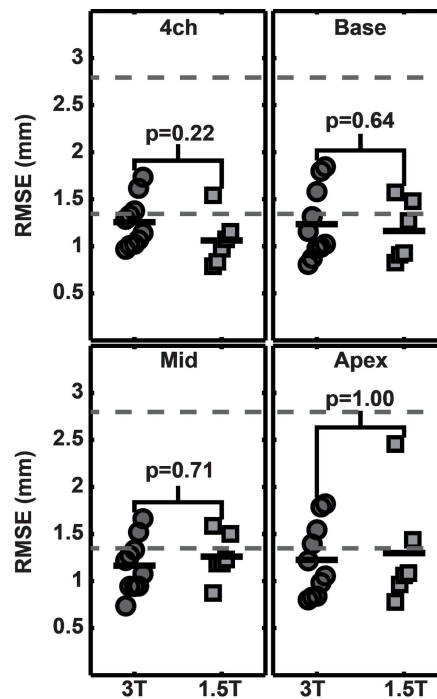 4ch
Base
3
2.5
2
1.5
1
0.5
RMSE (mm)
p=0.22
p=0.64
Mid
Apex
3
2.5
2
1.5
1
0.5
RMSE (mm)
p=0.71
p=1.00
3T 1.5T 3T 1.5T